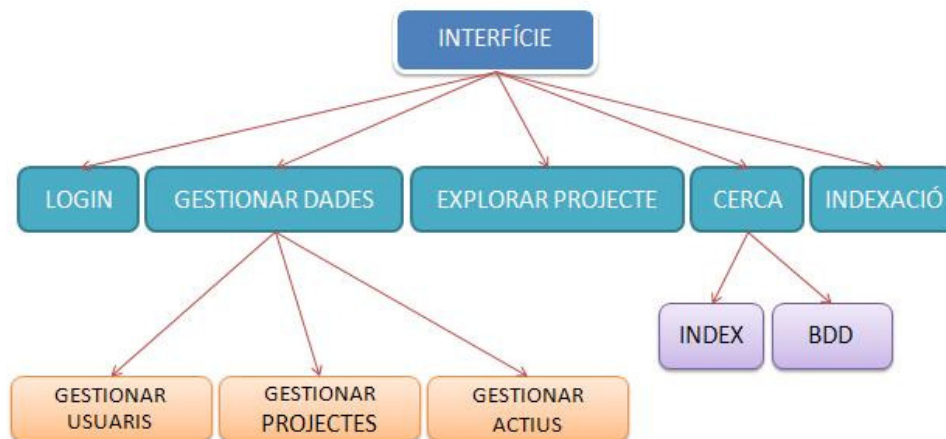 INTERFÍCIE
LOGIN
GESTIONAR DADES
EXPLORAR PROJECTE
CERCA
INDEXACIÓ
INDEX
BDD
GESTIONAR
USUARIS
GESTIONAR
PROJECTES
GESTIONAR
ACTIUS